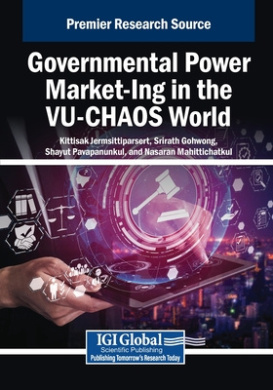 Premier Research Source
Governmental Power
Market-Ing in the
VU-CHAOS World
Kittisak Jermsittiparsert, Srirath Gohwong,
Shayut Pavapanunkul, and Nasaran Mahittichatkul
IGI Global
Scientific Publishing
Publishing Tomorrow's Research Today